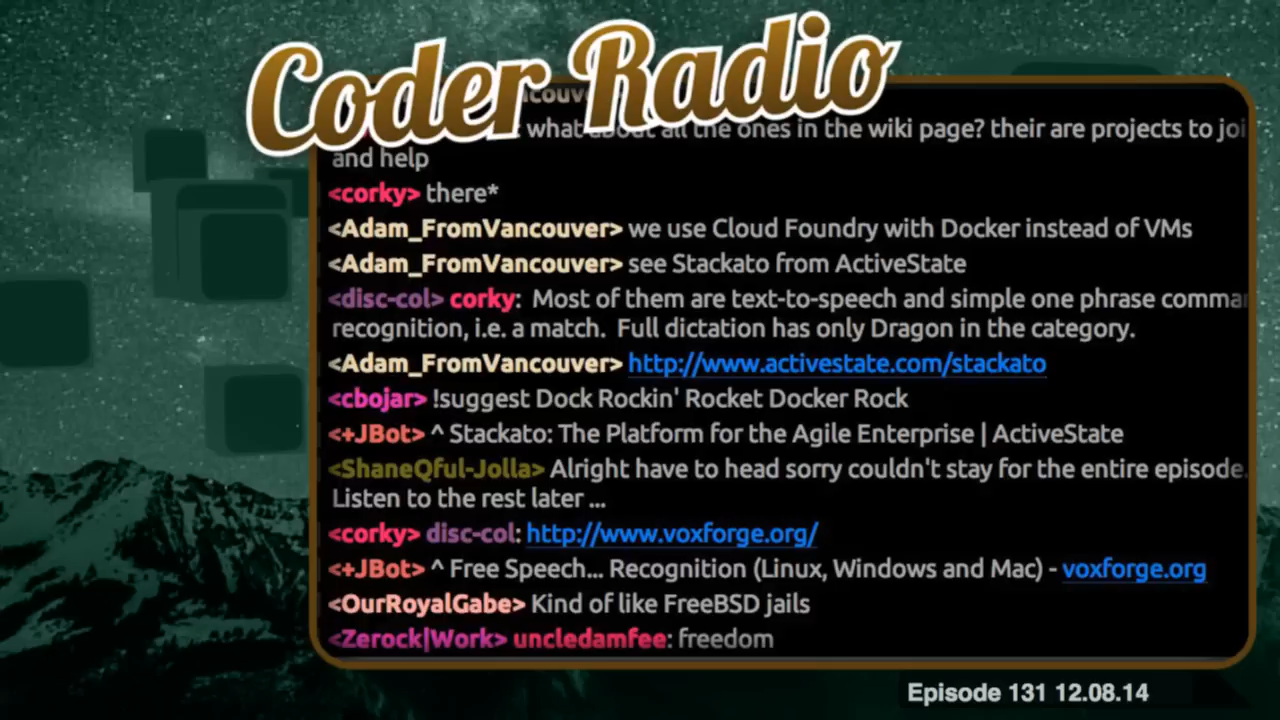 Coder Radio
what about all the ones in the wiki page? their are projects to joi
and help
<corky> there*
<Adam_FromVancouver> we use Cloud Foundry with Docker instead of VMs
<Adam_FromVancouver> see Stackato from ActiveState
<disc-col> corky: Most of them are text-to-speech and simple one phrase comma
recognition, i.e. a match. Full dictation has only Dragon in the category.
<Adam_FromVancouver> http://www.activestate.com/stackato
<cbojar> !suggest Dock Rockin' Rocket Docker Rock
<+JBot> ^ Stackato: The Platform for the Agile Enterprise | ActiveState
<ShaneQful-Jolla> Alright have to head sorry couldn't stay for the entire episode.
Listen to the rest later ...
<corky> disc-col: http://www.voxforge.org/
<+JBot> ^ Free Speech... Recognition (Linux, Windows and Mac) - voxforge.org
<OurRoyalGabe> Kind of like FreeBSD jails
<Zerock|Work> uncledamfee: freedom
Episode 131 12.08.14